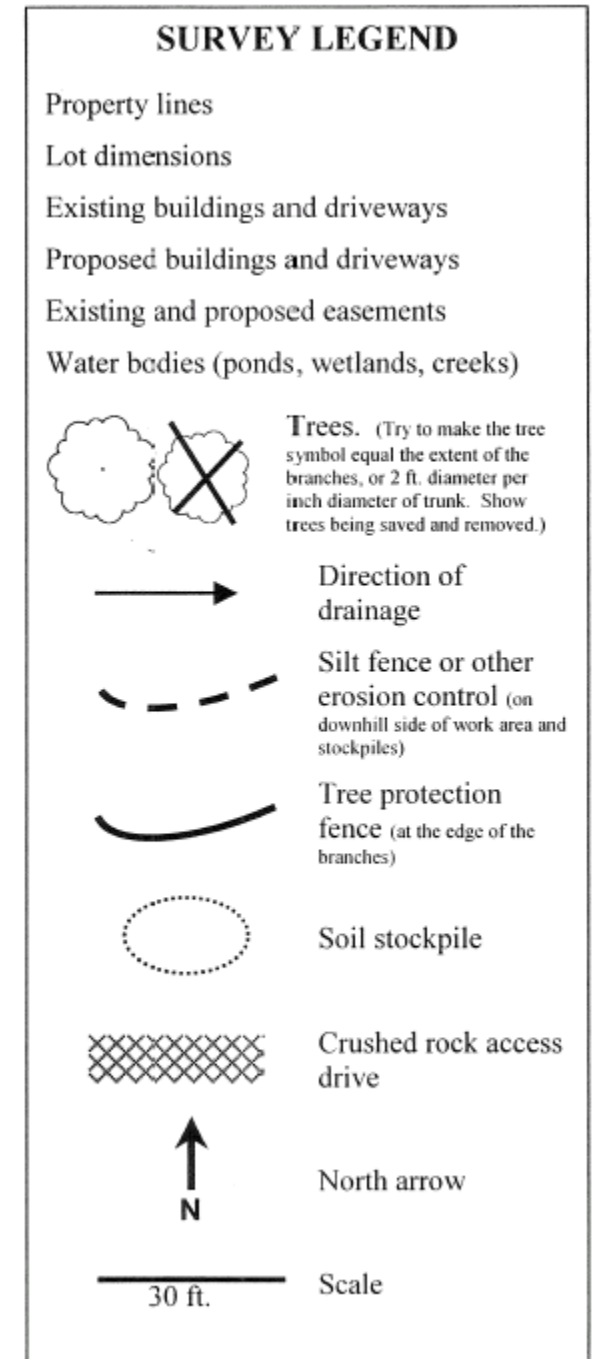 SURVEY LEGEND
Property lines
Lot dimensions
Existing buildings and driveways
Proposed buildings and driveways
Existing and proposed easements
Water bodies (ponds, wetlands, creeks)
Trees. (Try to make the tree
symbol equal the extent of the
branches, or 2 ft. diameter per
inch diameter of trunk. Show
trees being saved and removed.)
Direction of
drainage
Silt fence or other
erosion control (on
downhill side of work area and
stockpiles)
Tree protection
fence (at the edge of the
branches)
Soil stockpile
Crushed rock access
drive
N
North arrow
30 ft.
Scale